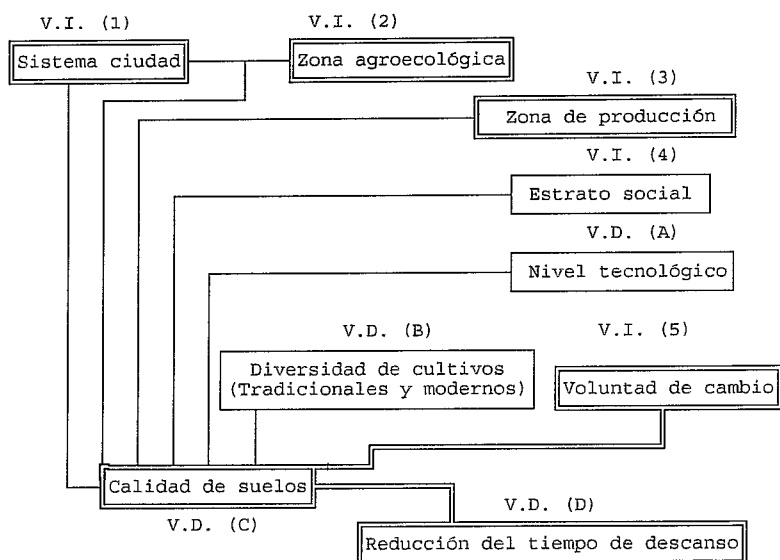 V.I. (1)
V.I. (2)
Sistema ciudad
Zona agroecológica
V.I. (3)
Zona de producción
V.I. (4)
Estrato social
V.D. (A)
Nivel tecnológico
V.D. (B)
V.I. (5)
Diversidad de cultivos
(Tradicionales y modernos)
Voluntad de cambio
Calidad de suelos
V.D. (C)
V.D. (D)
Reducción del tiempo de descanso